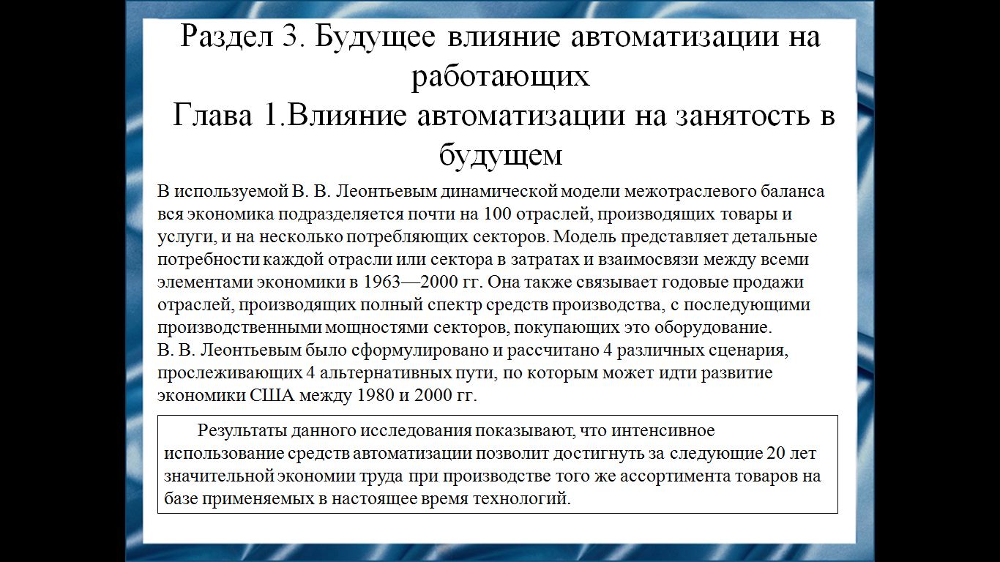 Раздел 3. Будущее влияние автоматизации на
работающих
Глава 1.Влияние автоматизации на занятость в
будущем
В используемой В. В. Леонтьевым динамической модели межотраслевого баланса
вся экономика подразделяется почти на 100 отраслей, производящих товары и
услуги, и на несколько потребляющих секторов. Модель представляет детальные
потребности каждой отрасли или сектора в затратах и взаимосвязи между всеми
элементами экономики в 1963—2000 гг. Она также связывает годовые продажи
отраслей, производящих полный спектр средств производства, с последующими
производственными мощностями секторов, покупающих это оборудование.
В. В. Леонтьевым было сформулировано и рассчитано 4 различных сценария,
прослеживающих 4 альтернативных пути, по которым может идти развитие
экономики США между 1980 и 2000 гг.
Результаты данного исследования показывают, что интенсивное
использование средств автоматизации позволит достигнуть за следующие 20 лет
значительной экономии труда при производстве того же ассортимента товаров на
базе применяемых в настоящее время технологий.